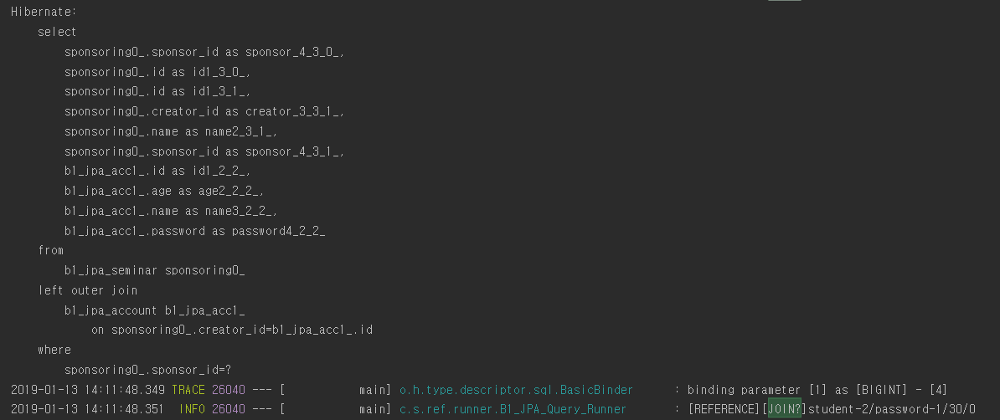 Hibernate:
    select
        sponsoring0_.sponsor_id as sponsor_4_3_0_,
        sponsoring0_.id as id1_3_0_,
        sponsoring0_.id as id1_3_1_,
        sponsoring0_.creator_id as creator_3_3_1_,
        sponsoring0_.name as name2_3_1_,
        sponsoring0_.sponsor_id as sponsor_4_3_1_,
        b1_jpa_acc1_.id as id1_2_2_,
        b1_jpa_acc1_.age as age2_2_2_,
        b1_jpa_acc1_.name as name3_2_2_,
        b1_jpa_acc1_.password as password4_2_2_
    from
        b1_jpa_seminar sponsoring0_
    left outer join
        b1_jpa_account b1_jpa_acc1_
            on sponsoring0_.creator_id=b1_jpa_acc1_.id
    where
        sponsoring0_.sponsor_id=?
2019-01-13 14:11:48.349 TRACE 26040 --- [           main] o.h.type.descriptor.sql.BasicBinder      : binding parameter [1] as [BIGINT] - [4]
2019-01-13 14:11:48.351  INFO 26040 --- [           main] c.s.ref.runner.B1_JPA_Query_Runner       : [REFERENCE][JOIN?]student-2/password-1/30/0